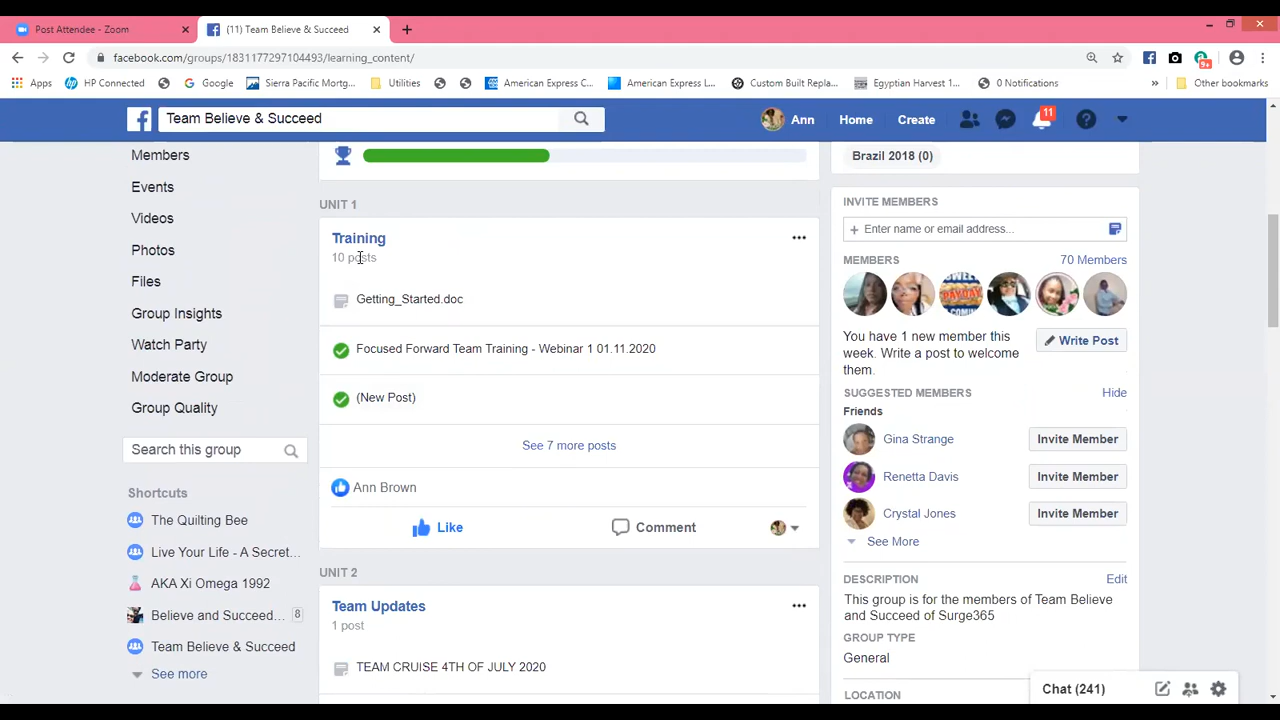 Post Attendee - Zoom
(11) Team Believe & Succeed
facebook.com/groups/1831177297104493/learning_content/
Apps
HP Connected
Google
Sierra Pacific Mortg...
Utilities
American Express C...
American Express L...
Custom Built Repla...
Egyptian Harvest 1...
0 Notifications
»
Other bookmarks
9+
Team Believe & Succeed
Ann
Home
Create
11
Members
Events
Videos
Photos
Files
Group Insights
Watch Party
Moderate Group
Group Quality
Search this group
Shortcuts
The Quilting Bee
Live Your Life - A Secret...
AKA Xi Omega 1992
Believe and Succeed... 8
Team Believe & Succeed
See more
UNIT 1
Training
10 posts
Getting_Started.doc
Focused Forward Team Training - Webinar 1 01.11.2020
(New Post)
See 7 more posts
Ann Brown
Like
Comment
UNIT 2
Team Updates
1 post
TEAM CRUISE 4TH OF JULY 2020
Brazil 2018 (0)
INVITE MEMBERS
+ Enter name or email address...
MEMBERS
70 Members
You have 1 new member this
week. Write a post to welcome
them.
Write Post
SUGGESTED MEMBERS
Hide
Friends
Gina Strange
Invite Member
Renetta Davis
Invite Member
Crystal Jones
Invite Member
See More
DESCRIPTION
Edit
This group is for the members of Team Believe
and Succeed of Surge365
GROUP TYPE
General
LOCATION
Chat (241)